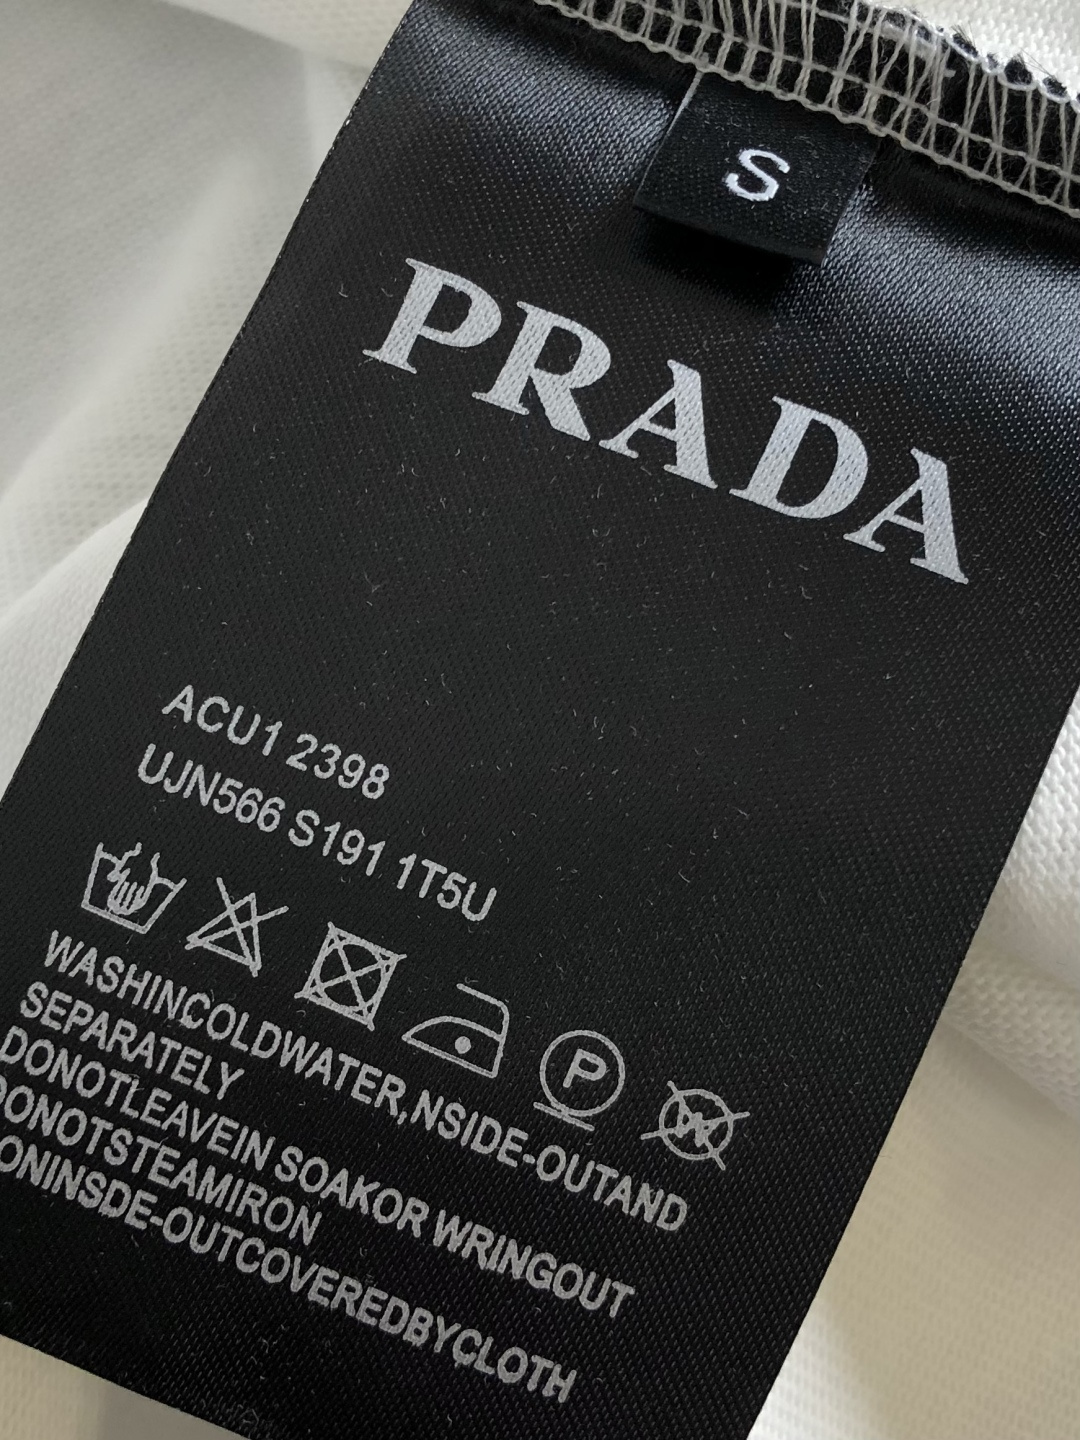 S
PRADA
ACU1 2398
UJN566 S191 1T5U
P
WASHINCOLDWATER,NSIDE-OUTAND
SEPARATELY
DONOTLEAVEIN SOAKOR WRINGOUT
DONOTSTEAMIRON
ONINSDE-OUTCOVEREDBYCLOTH